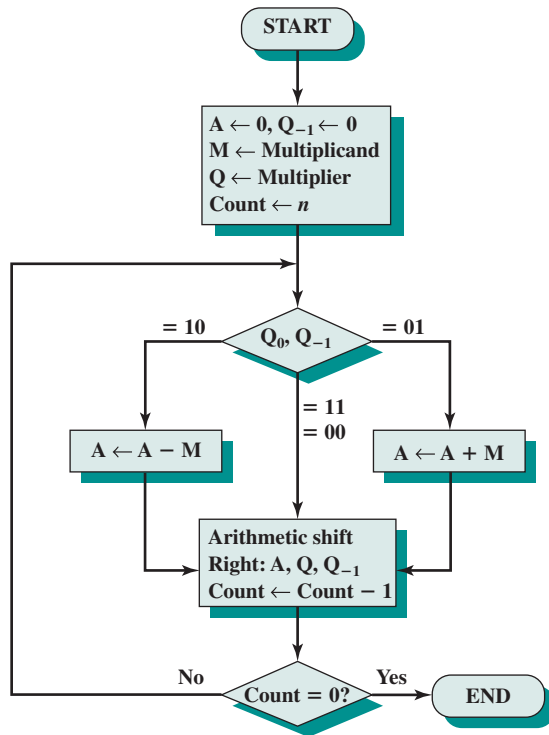 START
A ← 0, Q₋₁ ← 0
M ← Multiplicand
Q ← Multiplier
Count ← n
= 10
Q₀, Q₋₁
= 01
= 11
= 00
A ← A − M
A ← A + M
Arithmetic shift
Right: A, Q, Q₋₁
Count ← Count − 1
No
Count = 0?
Yes
END